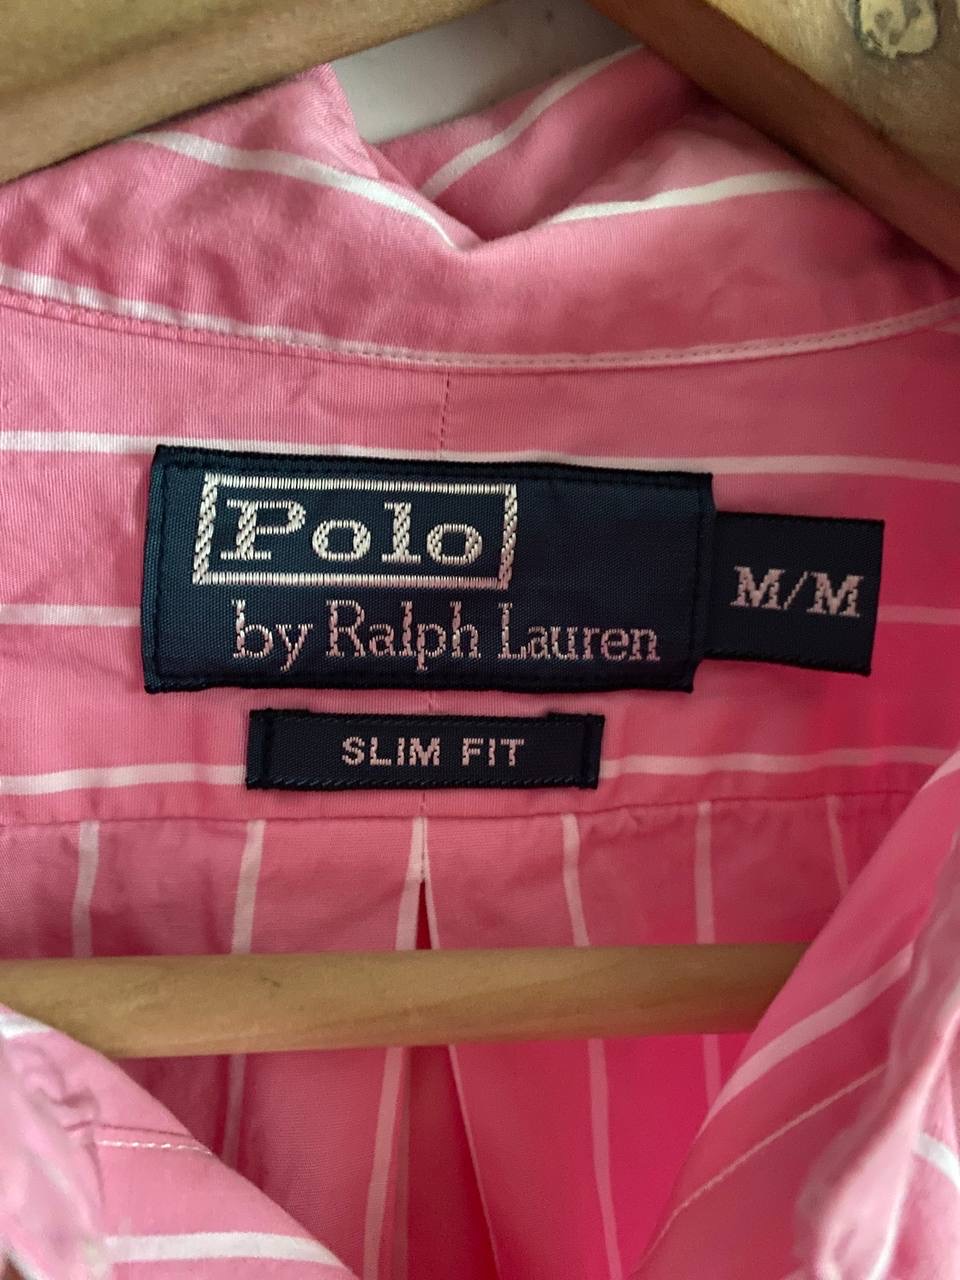 Polo
by Ralph Lauren
M/M
SLIM FIT